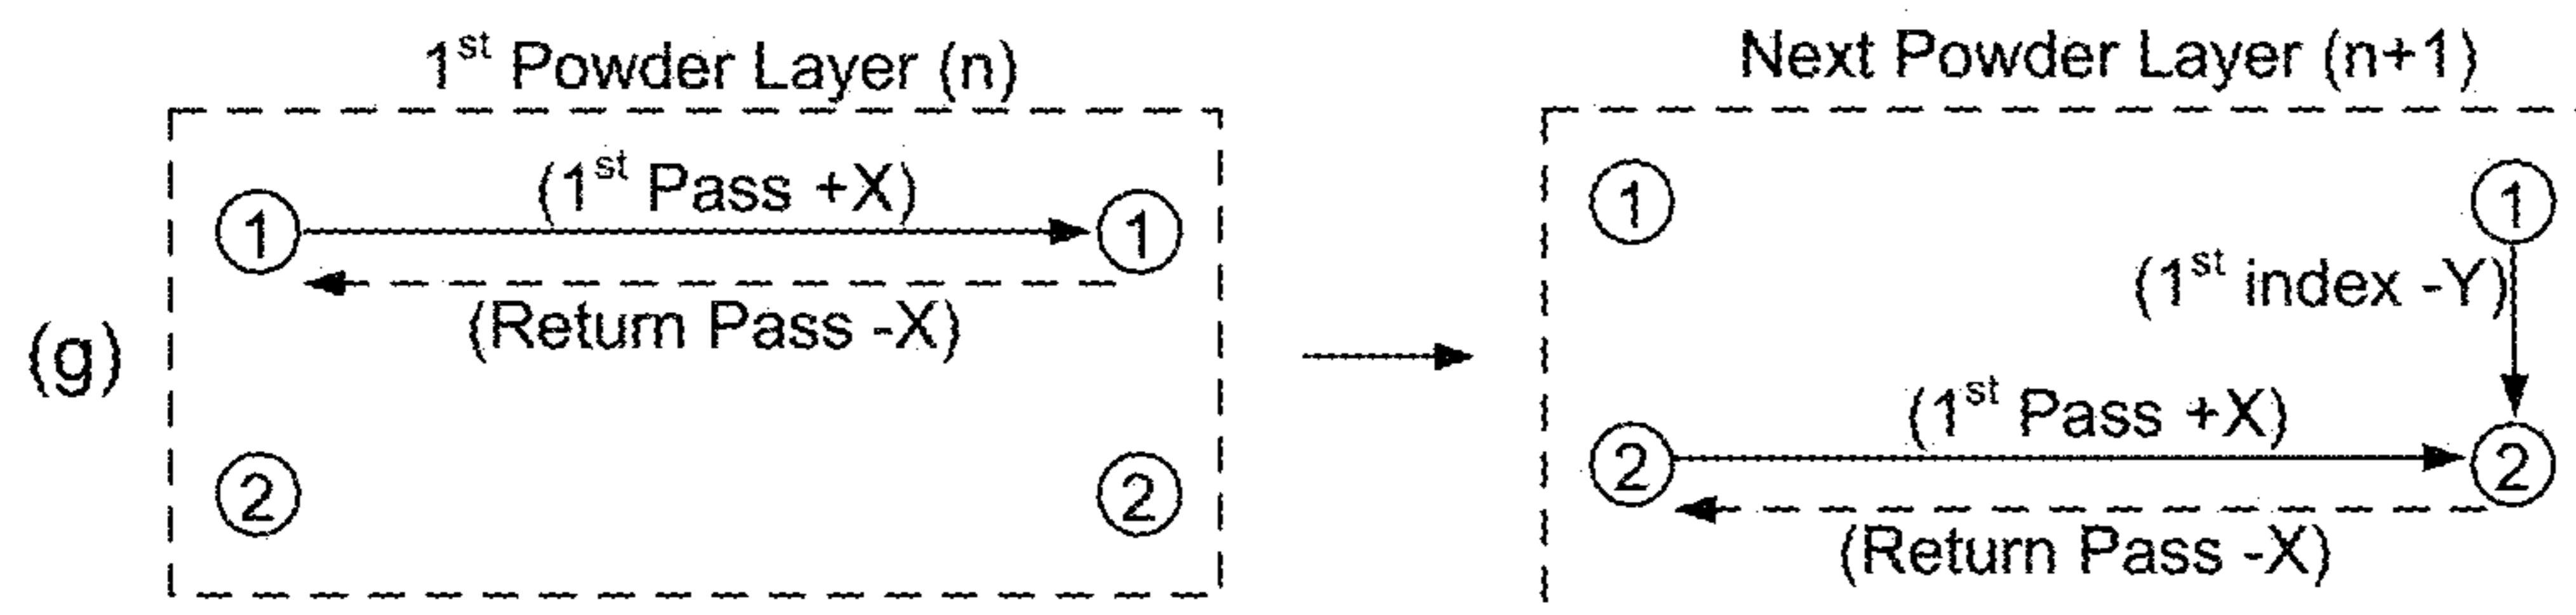 1st Powder Layer (n)
Next Powder Layer (n+1)
(1st Pass +X)
1
1
1
1
(Return Pass -X)
(1st index -Y)
(g)
(1st Pass +X)
2
2
2
2
(Return Pass -X)